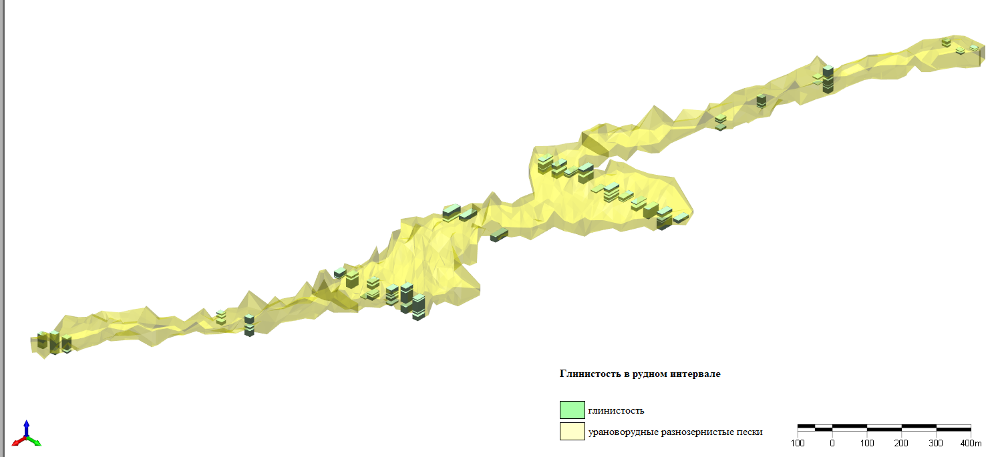 Глинистость в рудном интервале
глинистость
урановорудные разнозернистые пески
100 0 100 200 300 400m